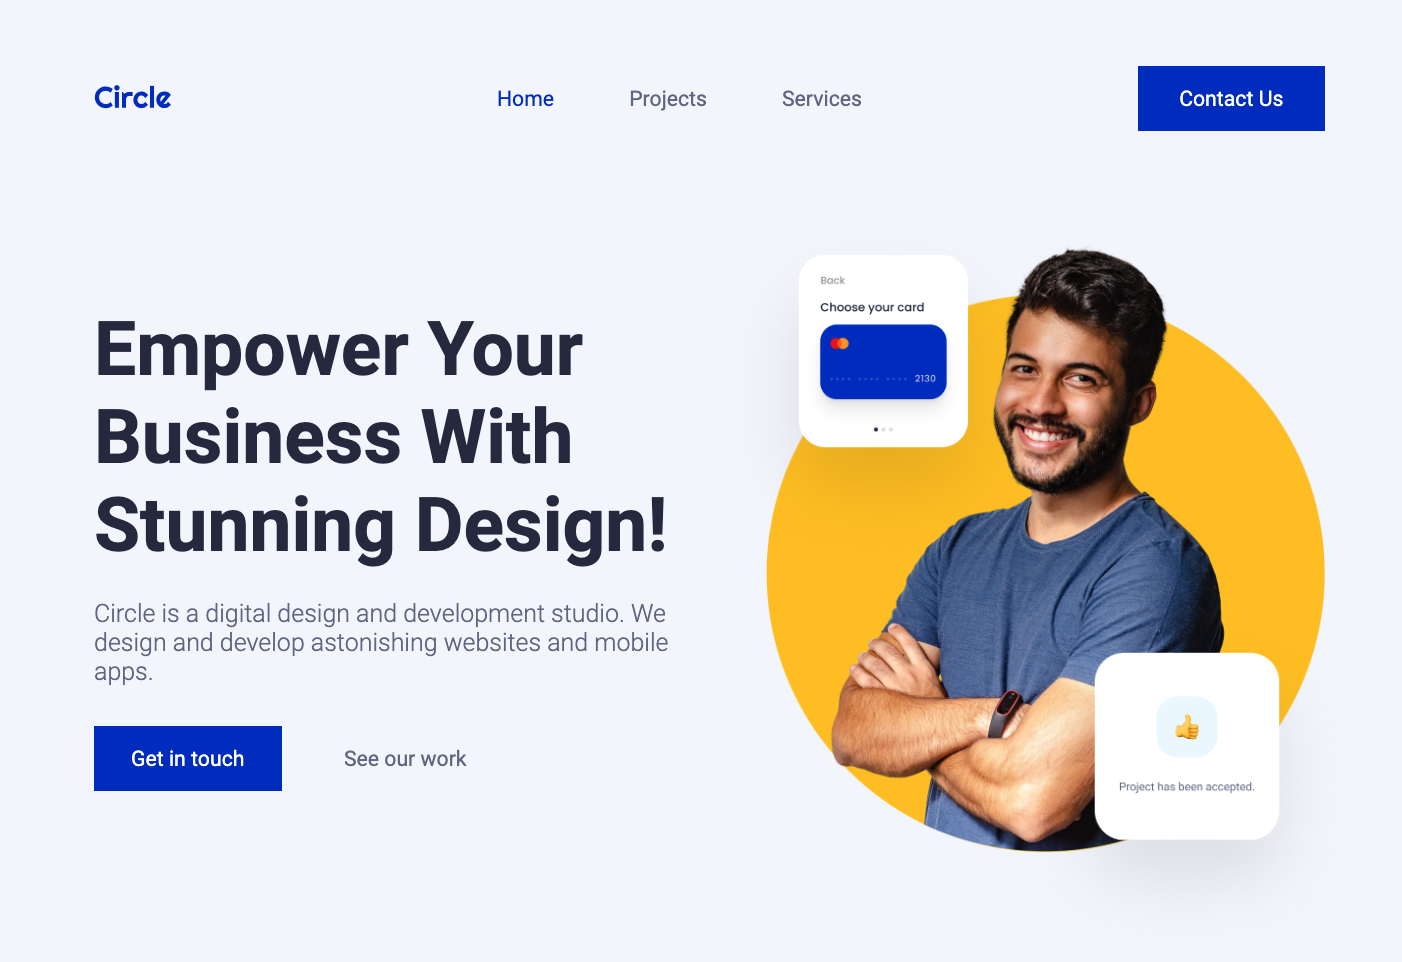 Circle
Home
Projects
Services
Contact Us
Empower Your
Business With
Stunning Design!
Circle is a digital design and development studio. We
design and develop astonishing websites and mobile
apps.
Get in touch
See our work
Back
Choose your card
2130
Project has been accepted.